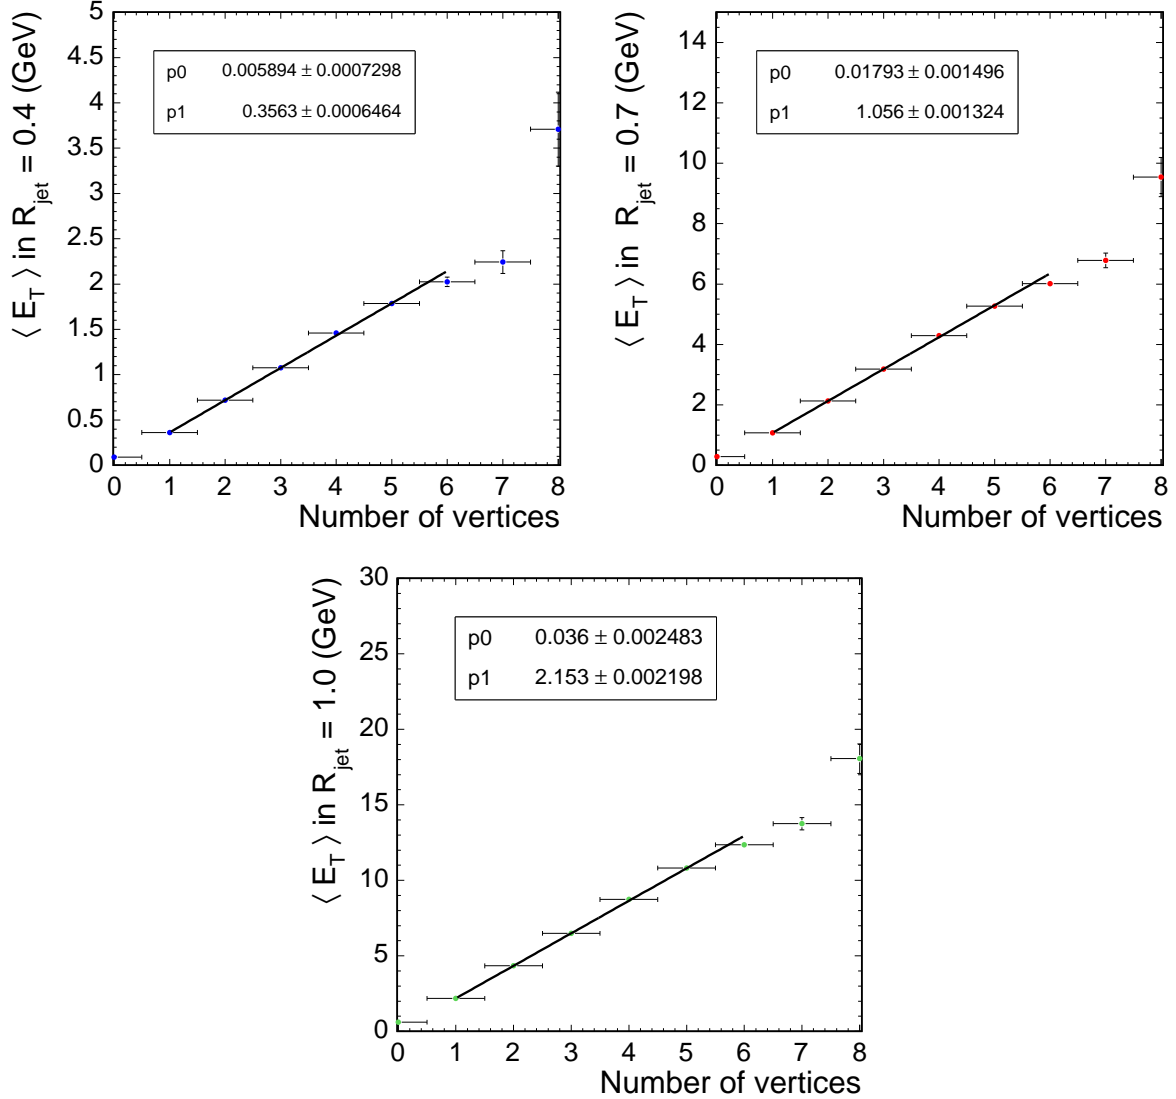 ⟨ E_T ⟩ in R_jet = 0.4 (GeV)
5
4.5
4
3.5
3
2.5
2
1.5
1
0.5
0
p0 0.005894 ± 0.0007298
p1 0.3563 ± 0.0006464
0 1 2 3 4 5 6 7 8
Number of vertices
⟨ E_T ⟩ in R_jet = 0.7 (GeV)
14
12
10
8
6
4
2
0
p0 0.01793 ± 0.001496
p1 1.056 ± 0.001324
0 1 2 3 4 5 6 7 8
Number of vertices
⟨ E_T ⟩ in R_jet = 1.0 (GeV)
30
25
20
15
10
5
0
p0 0.036 ± 0.002483
p1 2.153 ± 0.002198
0 1 2 3 4 5 6 7 8
Number of vertices